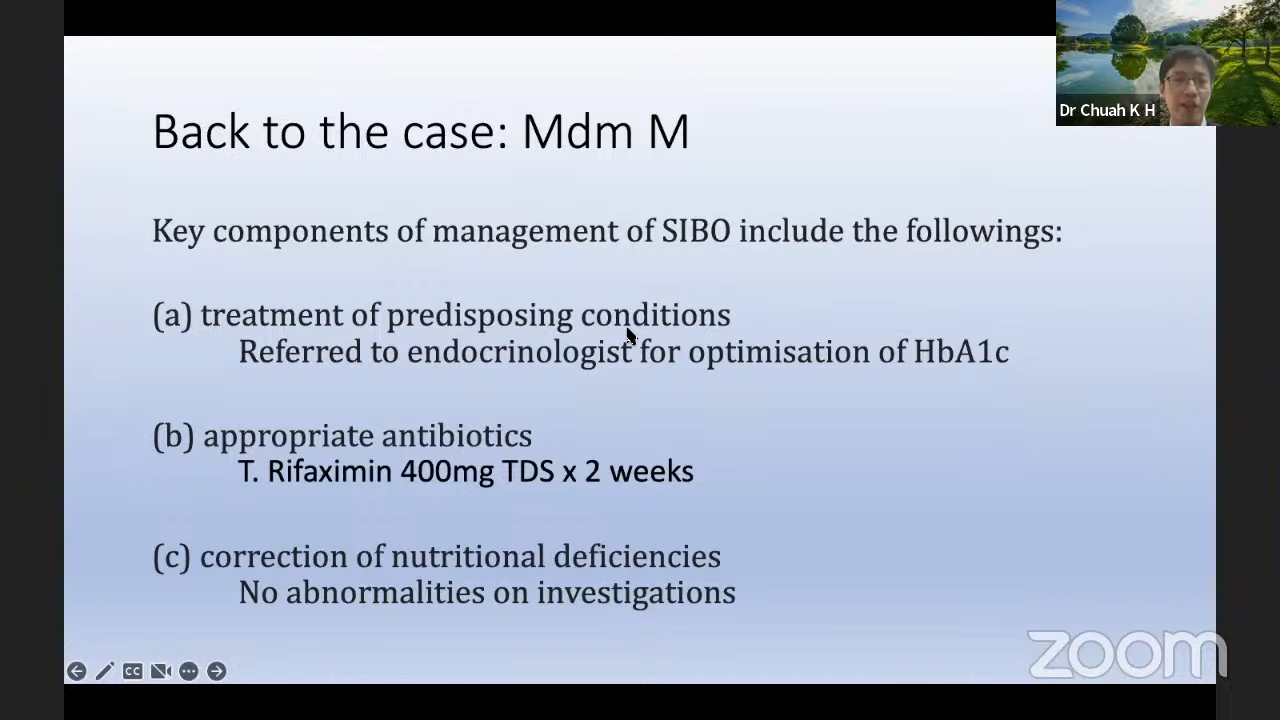 Dr Chuah K H
Back to the case: Mdm M
Key components of management of SIBO include the followings:
(a) treatment of predisposing conditions
Referred to endocrinologist for optimisation of HbA1c
(b) appropriate antibiotics
T. Rifaximin 400mg TDS x 2 weeks
(c) correction of nutritional deficiencies
No abnormalities on investigations
CC
zoom